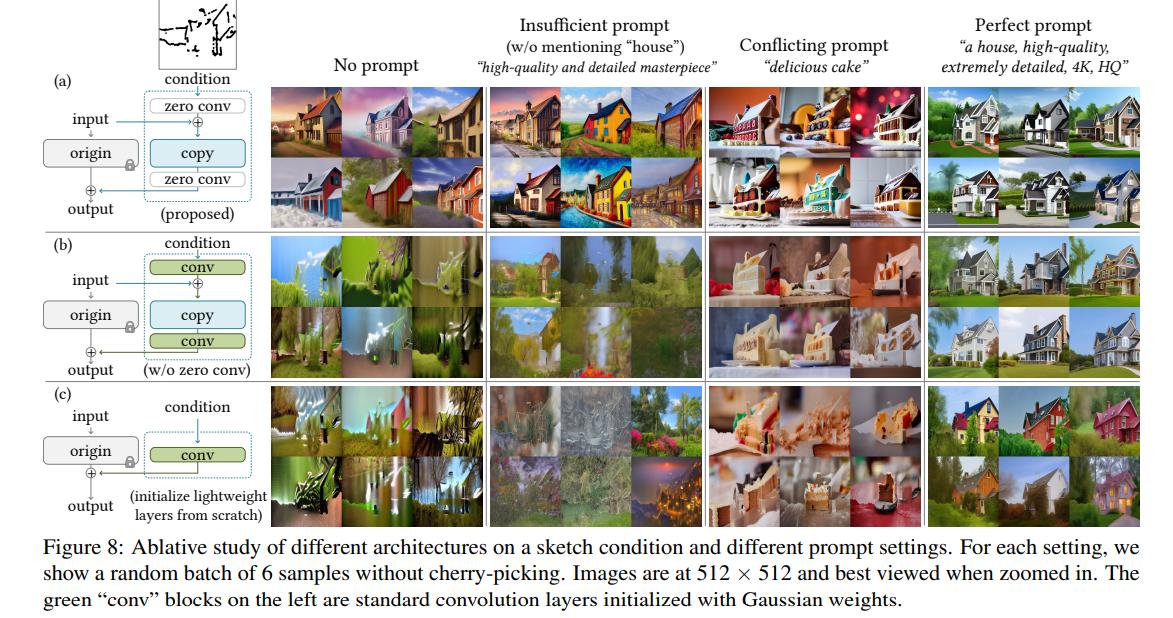 Insufficient prompt
(w/o mentioning “house”)
“high-quality and detailed masterpiece”
Perfect prompt
“a house, high-quality,
extremely detailed, 4K, HQ”
Conflicting prompt
“delicious cake”
No prompt
(a)
condition
zero conv
input
origin
copy
zero conv
output
(proposed)
(b)
condition
conv
input
origin
copy
conv
output
(w/o zero conv)
(c)
input
condition
origin
conv
output
(initialize lightweight
layers from scratch)
Figure 8: Ablative study of different architectures on a sketch condition and different prompt settings. For each setting, we
show a random batch of 6 samples without cherry-picking. Images are at 512 × 512 and best viewed when zoomed in. The
green “conv” blocks on the left are standard convolution layers initialized with Gaussian weights.